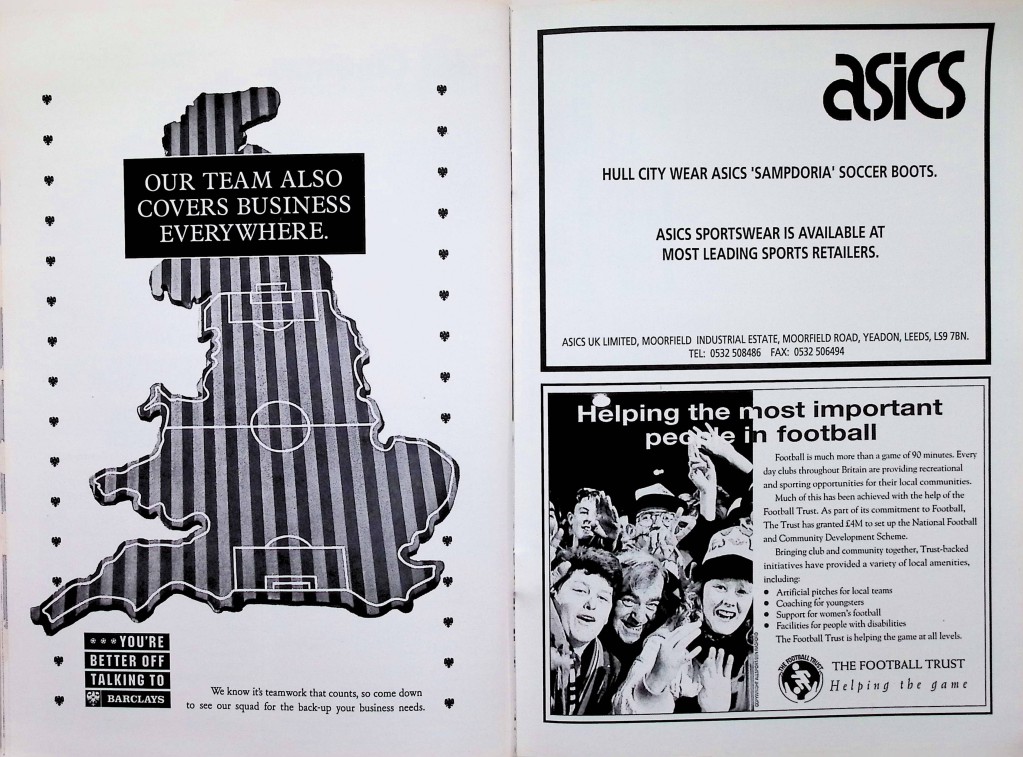 OUR TEAM ALSO
COVERS BUSINESS
EVERYWHERE.
***YOU'RE
BETTER OFF
TALKING TO
BARCLAYS
We know it's teamwork that counts, so come down
to see our squad for the back-up your business needs.
asics
HULL CITY WEAR ASICS 'SAMPDORIA' SOCCER BOOTS.
ASICS SPORTSWEAR IS AVAILABLE AT
MOST LEADING SPORTS RETAILERS.
ASICS UK LIMITED, MOORFIELD INDUSTRIAL ESTATE, MOORFIELD ROAD, YEADON, LEEDS, LS9 7BN.
TEL: 0532 508486 FAX: 0532 506494
Helping the most important
people in football
Football is much more than a game of 90 minutes. Every
day clubs throughout Britain are providing recreational
and sporting opportunities for their local communities.
Much of this has been achieved with the help of the
Football Trust. As part of its commitment to Football,
The Trust has granted £4M to set up the National Football
and Community Development Scheme.
Bringing club and community together, Trust-backed
initiatives have provided a variety of local amenities,
including:
● Artificial pitches for local teams
● Coaching for youngsters
● Support for women's football
● Facilities for people with disabilities
The Football Trust is helping the game at all levels.
THE FOOTBALL TRUST
THE FOOTBALL TRUST
Helping the game